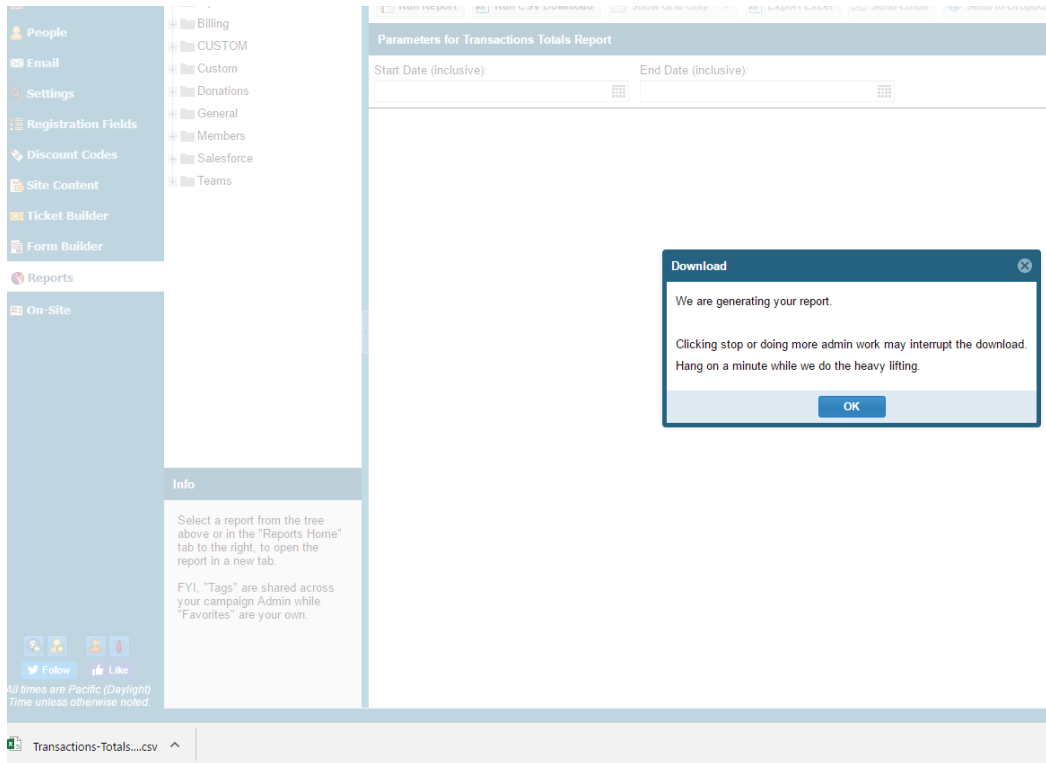 Run Report
Run CSV Download
Show Grid Only
Export Excel
Send Email
Send to Dropbo
People
Email
Settings
Registration Fields
Discount Codes
Site Content
Ticket Builder
Form Builder
Reports
On-Site
Billing
CUSTOM
Custom
Donations
General
Members
Salesforce
Teams
Parameters for Transactions Totals Report
Start Date (inclusive):
End Date (inclusive):
Download
We are generating your report.
Clicking stop or doing more admin work may interrupt the download.
Hang on a minute while we do the heavy lifting.
OK
Info
Select a report from the tree
above or in the "Reports Home"
tab to the right, to open the
report in a new tab.
FYI, "Tags" are shared across
your campaign Admin while
"Favorites" are your own.
Follow
Like
All times are Pacific (Daylight)
Time unless otherwise noted.
Transactions-Totals....csv